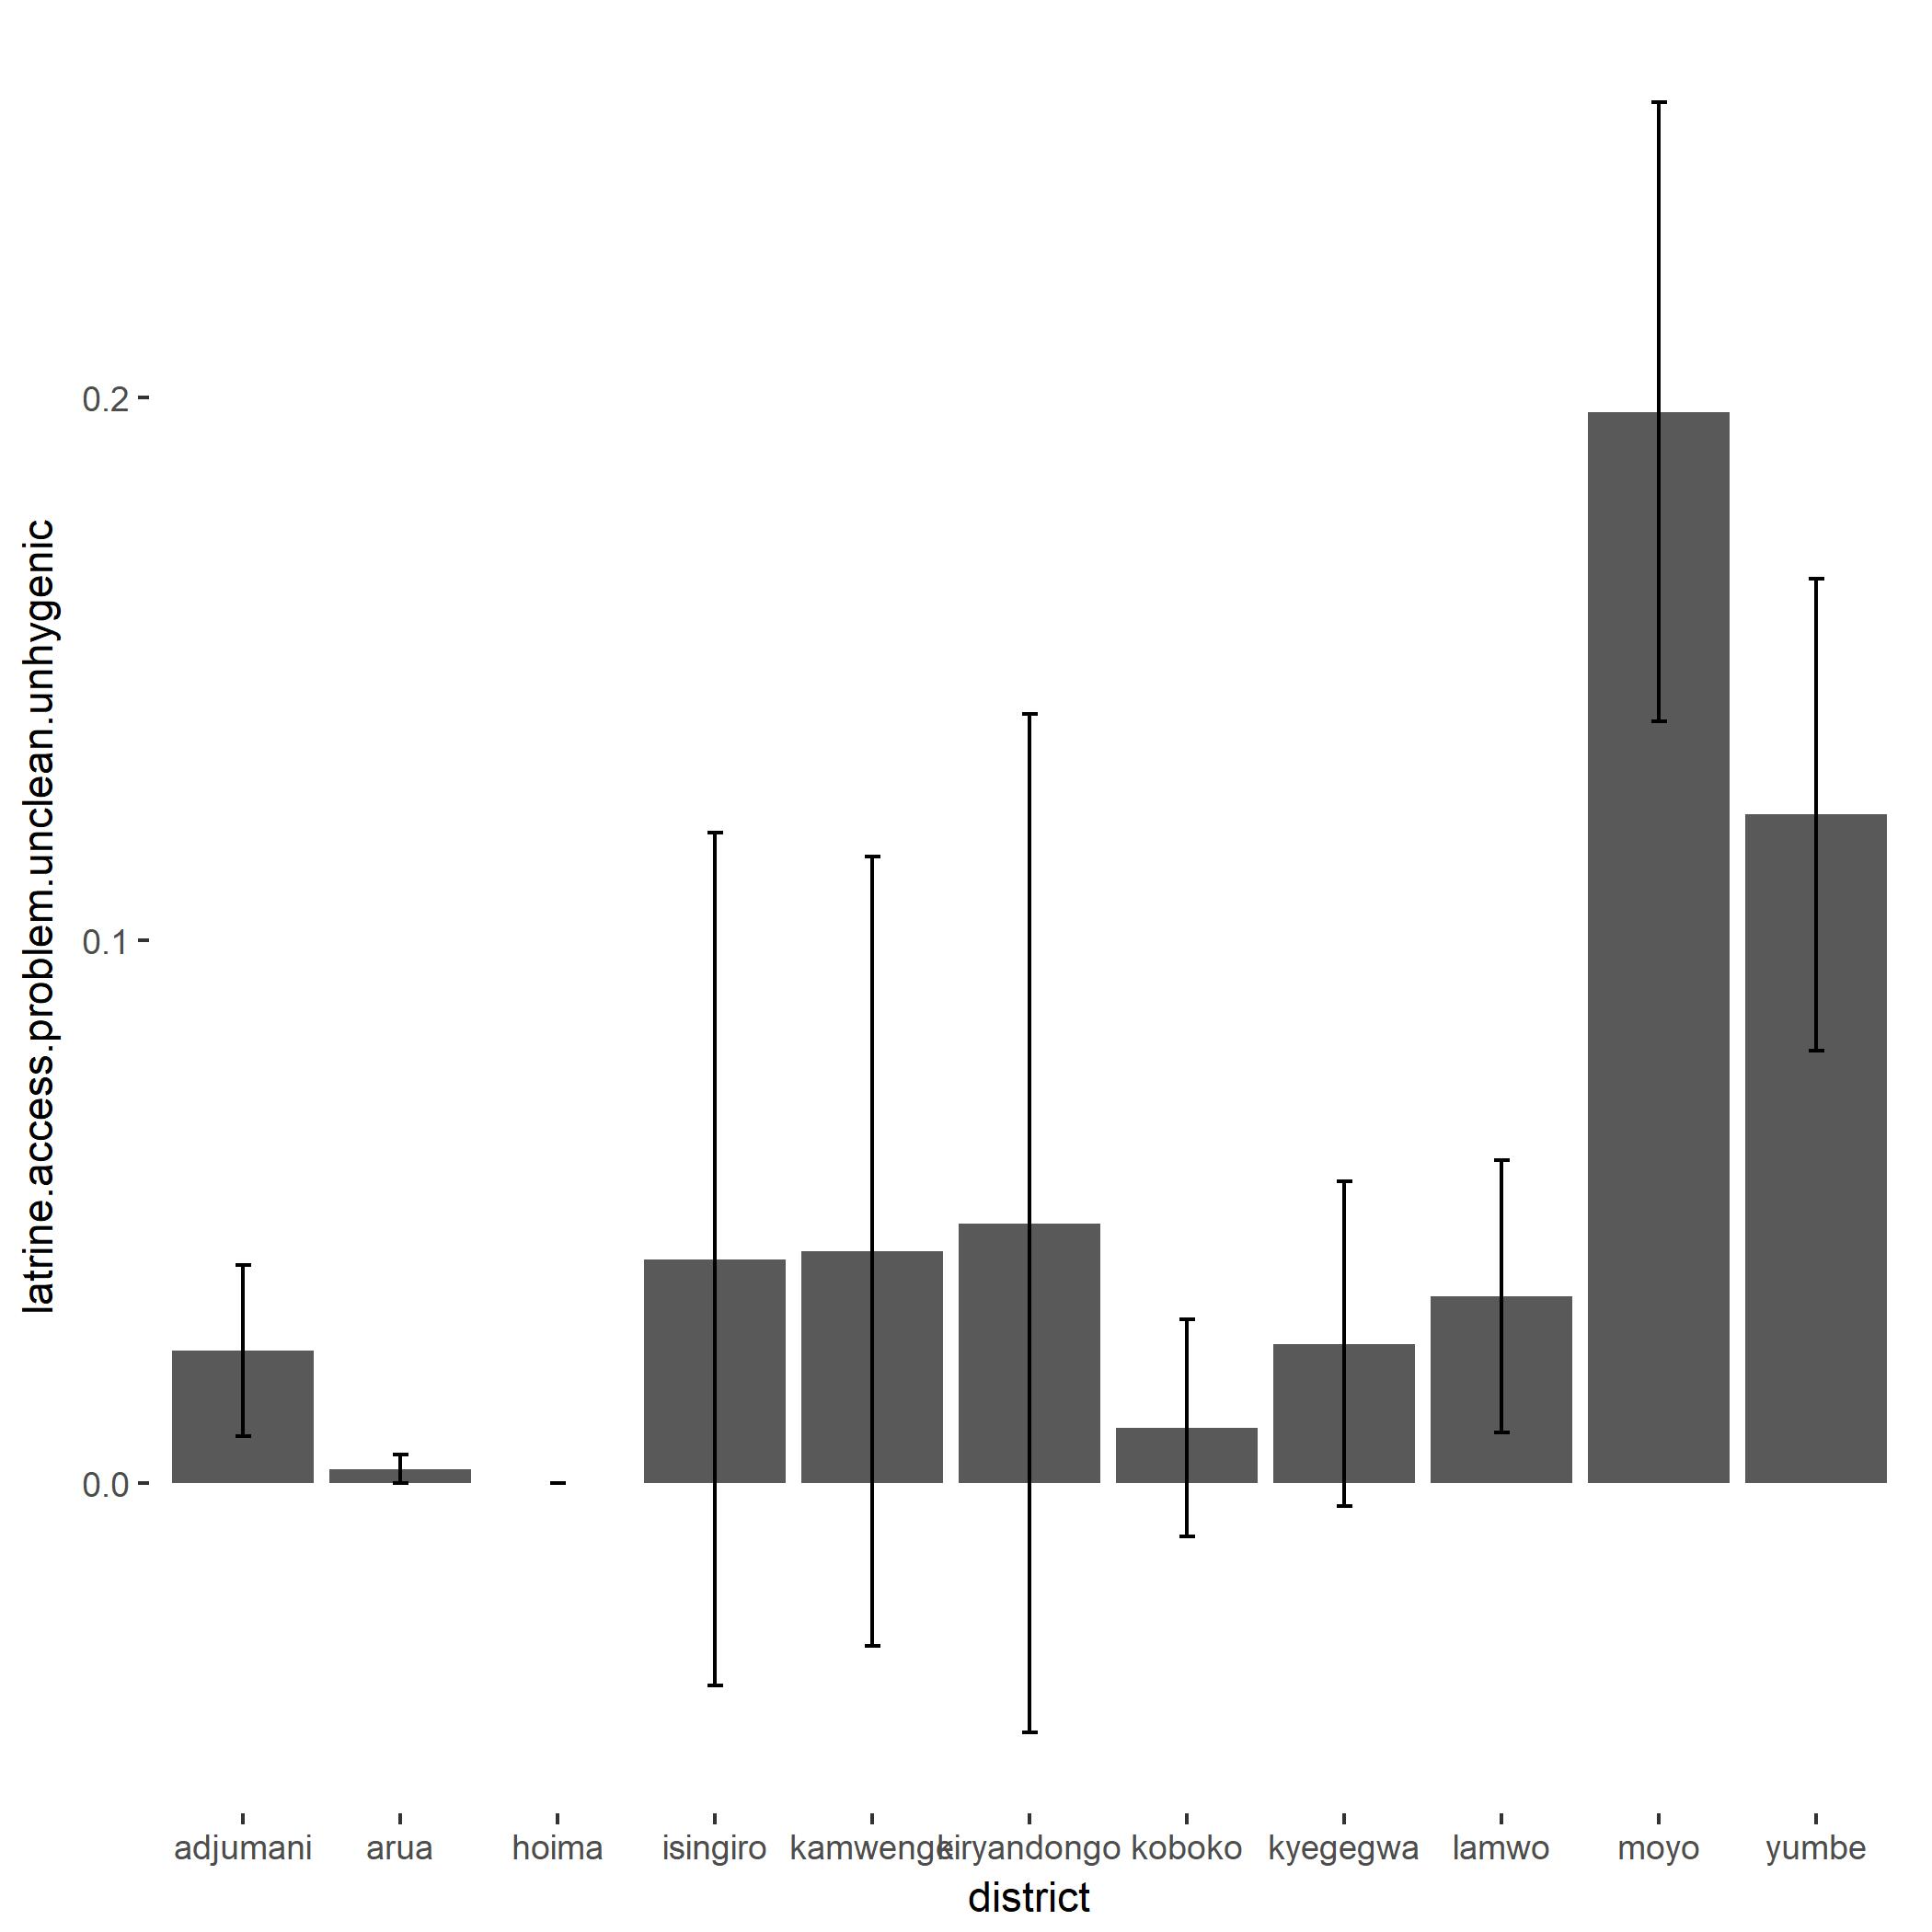 latrine.access.problem.unclean.unhygenic
0.2
0.1
0.0
adjumani arua hoima isingiro kamwenge kiryandongo koboko kyegegwa lamwo moyo yumbe
district